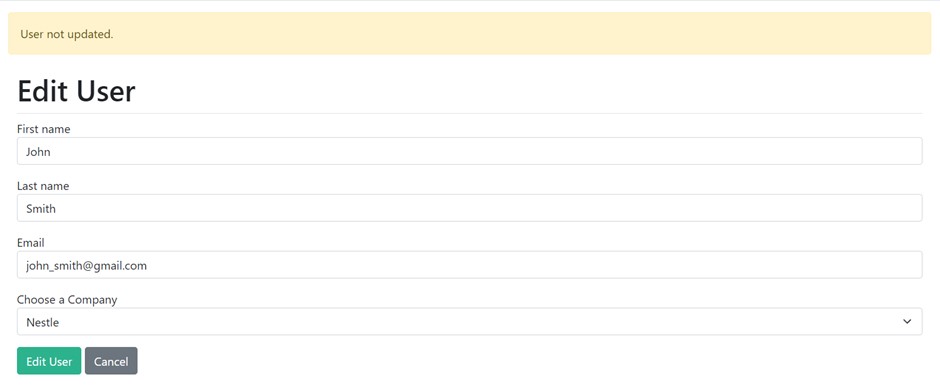 User not updated.
Edit User
First name
John
Last name
Smith
Email
john_smith@gmail.com
Choose a Company
Nestle
Edit User Cancel